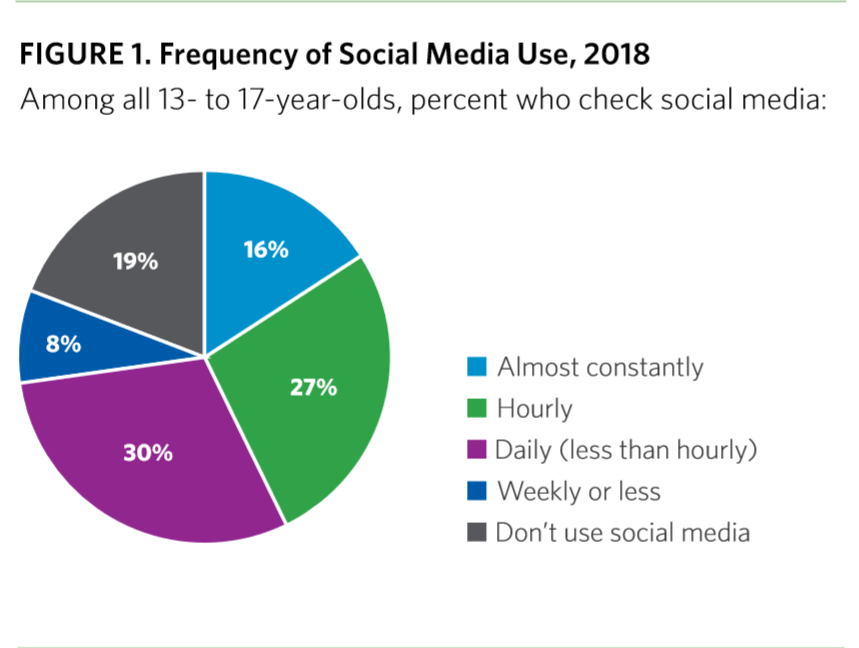 FIGURE 1. Frequency of Social Media Use, 2018
Among all 13- to 17-year-olds, percent who check social media:
19%
16%
8%
27%
30%
Almost constantly
Hourly
Daily (less than hourly)
Weekly or less
Don’t use social media